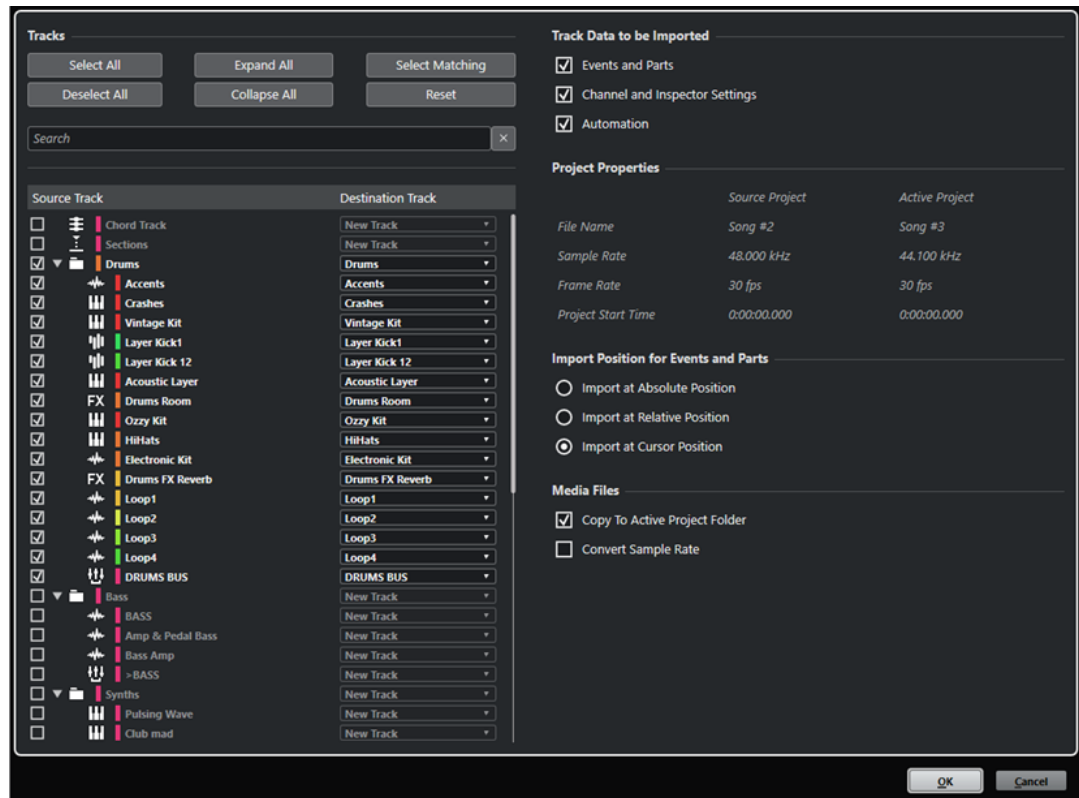 Tracks
Select All Expand All Select Matching
Deselect All Collapse All Reset
Search
Source Track Destination Track
Chord Track New Track
Sections New Track
Drums Drums
Accents Accents
Crashes Crashes
Vintage Kit Vintage Kit
Layer Kick1 Layer Kick1
Layer Kick 12 Layer Kick 12
Acoustic Layer Acoustic Layer
FX Drums Room Drums Room
Ozzy Kit Ozzy Kit
HiHats HiHats
Electronic Kit Electronic Kit
FX Drums FX Reverb Drums FX Reverb
Loop1 Loop1
Loop2 Loop2
Loop3 Loop3
Loop4 Loop4
DRUMS BUS DRUMS BUS
Bass New Track
BASS New Track
Amp & Pedal Bass New Track
Bass Amp New Track
>BASS New Track
Synths New Track
Pulsing Wave New Track
Club mad New Track
Track Data to be Imported
Events and Parts
Channel and Inspector Settings
Automation
Project Properties
Source Project Active Project
File Name Song #2 Song #3
Sample Rate 48.000 kHz 44.100 kHz
Frame Rate 30 fps 30 fps
Project Start Time 0:00:00.000 0:00:00.000
Import Position for Events and Parts
Import at Absolute Position
Import at Relative Position
Import at Cursor Position
Media Files
Copy To Active Project Folder
Convert Sample Rate
OK Cancel